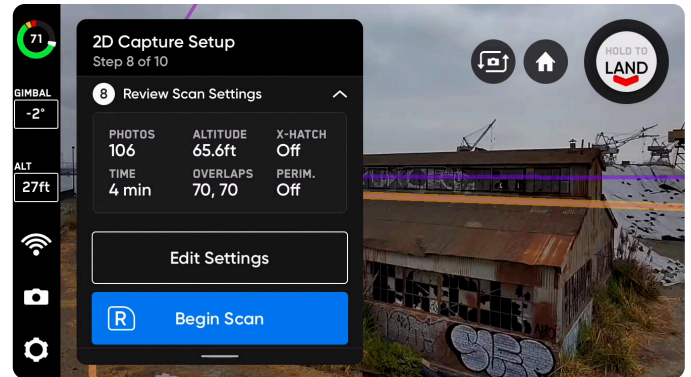 71
GIMBAL
-2°
ALT
27ft
2D Capture Setup
Step 8 of 10
8 Review Scan Settings
PHOTOS ALTITUDE X-HATCH
106 65.6ft Off
TIME OVERLAPS PERIM.
4 min 70, 70 Off
Edit Settings
R Begin Scan
HOLD TO
LAND